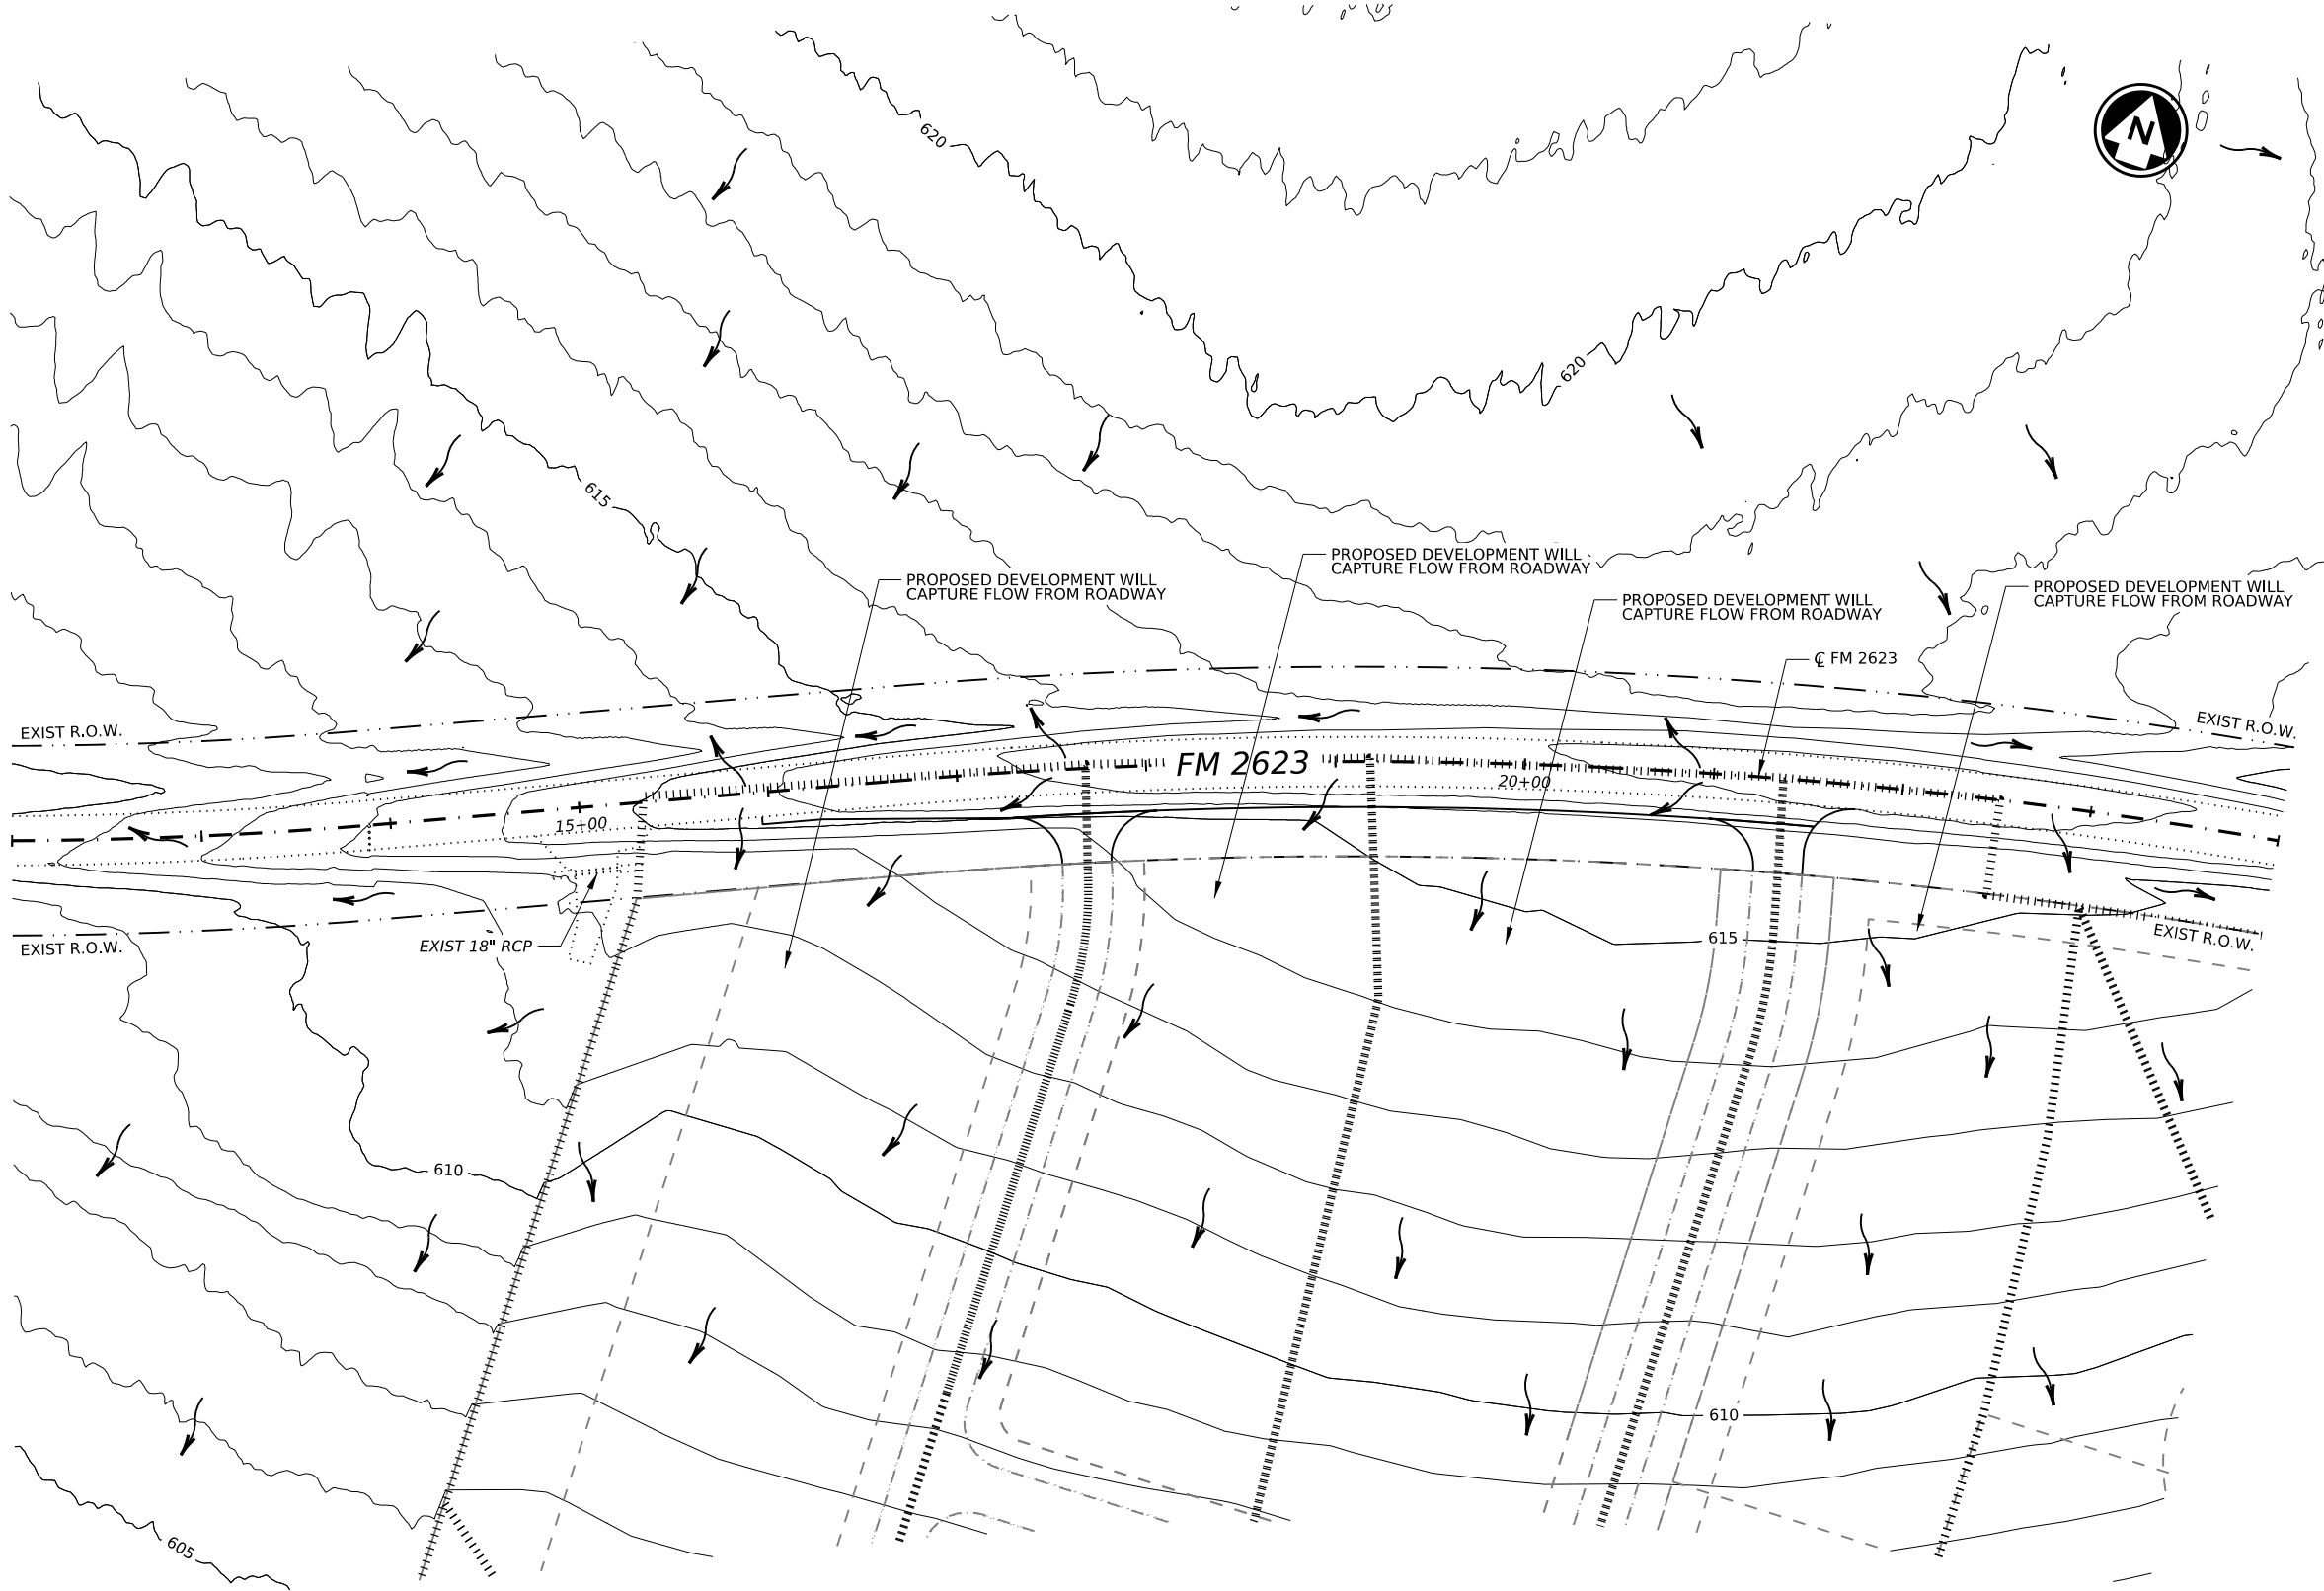 N
620
620
615
PROPOSED DEVELOPMENT WILL
CAPTURE FLOW FROM ROADWAY
PROPOSED DEVELOPMENT WILL
CAPTURE FLOW FROM ROADWAY
PROPOSED DEVELOPMENT WILL
CAPTURE FLOW FROM ROADWAY
PROPOSED DEVELOPMENT WILL
CAPTURE FLOW FROM ROADWAY
℄ FM 2623
EXIST R.O.W.
EXIST R.O.W.
FM 2623
20+00
15+00
EXIST 18" RCP
EXIST R.O.W.
615
EXIST R.O.W.
610
610
605